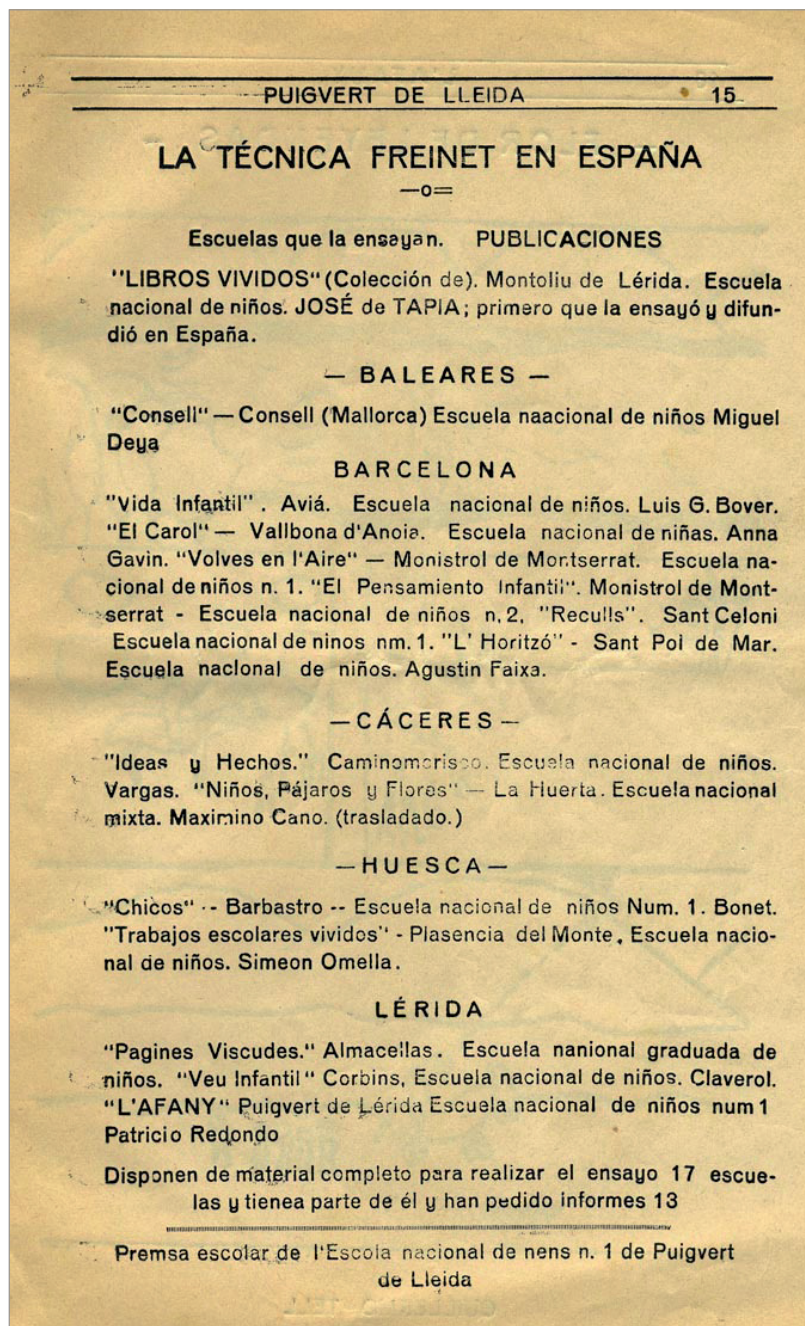 PUIGVERT DE LLEIDA 15
LA TÉCNICA FREINET EN ESPAÑA
—o=
Escuelas que la ensayan. PUBLICACIONES
"LIBROS VIVIDOS" (Colección de). Montoliu de Lérida. Escuela
nacional de niños. JOSÉ de TAPIA; primero que la ensayó y difun-
dió en España.
— BALEARES —
"Consell" — Consell (Mallorca) Escuela naacional de niños Miguel
Deya
BARCELONA
"Vida Infantil". Aviá. Escuela nacional de niños. Luis G. Bover.
"El Carol" — Vallbona d'Anoia. Escuela nacional de niñas. Anna
Gavin. "Volves en l'Aire" — Monistrol de Montserrat. Escuela na-
cional de niños n. 1. "El Pensamiento Infantil". Monistrol de Mont-
serrat - Escuela nacional de niños n, 2, "Reculls". Sant Celoni
Escuela nacional de ninos nm. 1. "L' Horitzó" - Sant Pol de Mar.
Escuela nacional de niños. Agustin Faixa.
— CÁCERES —
"Ideas y Hechos." Caminomorisco. Escuela nacional de niños.
Vargas. "Niños, Pájaros y Flores" — La Huerta. Escuela nacional
mixta. Maximino Cano. (trasladado.)
— HUESCA —
"Chicos" -- Barbastro -- Escuela nacional de niños Num. 1. Bonet.
"Trabajos escolares vividos" - Plasencia del Monte, Escuela nacio-
nal de niños. Simeon Omella.
LÉRIDA
"Pagines Viscudes." Almacellas. Escuela nanional graduada de
niños. "Veu Infantil" Corbins, Escuela nacional de niños. Claverol.
"L'AFANY" Puigvert de Lérida Escuela nacional de niños num 1
Patricio Redondo
Disponen de material completo para realizar el ensayo 17 escue-
las y tienea parte de él y han pedido informes 13
Premsa escolar de l'Escola nacional de nens n. 1 de Puigvert
de Lleida